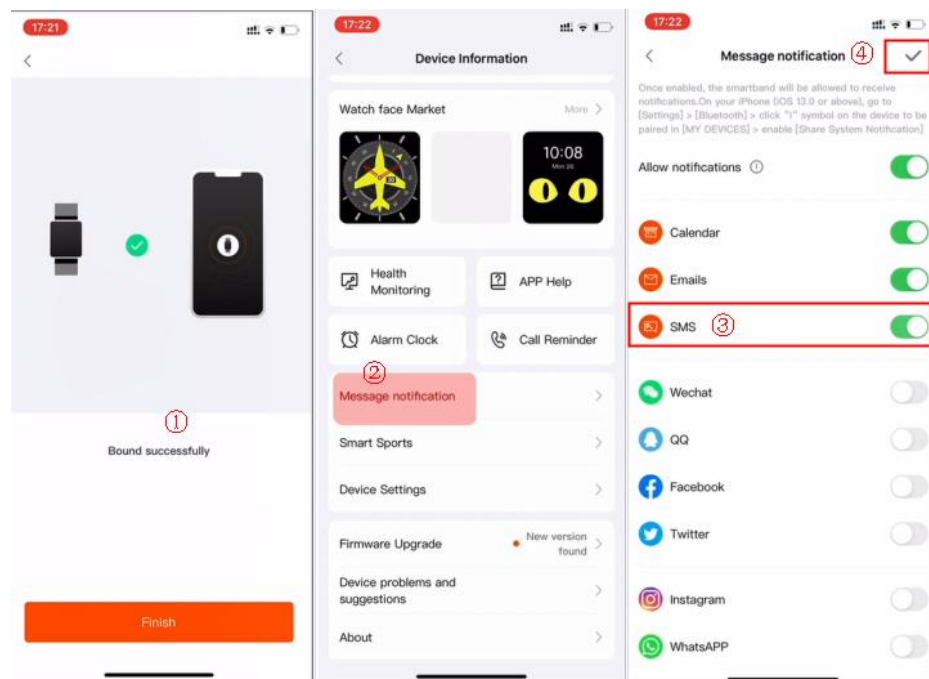 17:21
①
Bound successfully
Finish
17:22
Device Information
Watch face Market
More
10:08
Health
Monitoring
APP Help
Alarm Clock
Call Reminder
②
Message notification
Smart Sports
Device Settings
Firmware Upgrade
New version
found
Device problems and
suggestions
About
17:22
Message notification ④
Once enabled, the smartband will be allowed to receive
notifications.On your iPhone (iOS 13.0 or above), go to
[Settings] > [Bluetooth] > click "!" symbol on the device to be
paired in [MY DEVICES] > enable [Share System Notification]
Allow notifications
Calendar
Emails
SMS ③
Wechat
QQ
Facebook
Twitter
Instagram
WhatsAPP